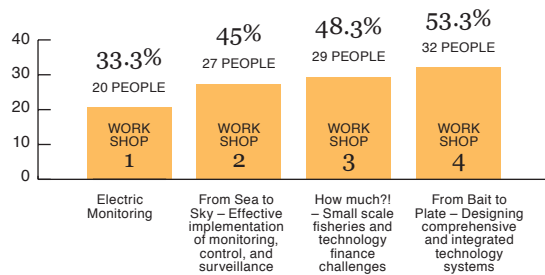 40
30
20
10
0
33.3%
20 PEOPLE
WORK
SHOP
1
Electric
Monitoring
45%
27 PEOPLE
WORK
SHOP
2
From Sea to
Sky – Effective
implementation
of monitoring,
control, and
surveillance
48.3%
29 PEOPLE
WORK
SHOP
3
How much?!
– Small scale
fisheries and
technology
finance
challenges
53.3%
32 PEOPLE
WORK
SHOP
4
From Bait to
Plate – Designing
comprehensive
and integrated
technology
systems